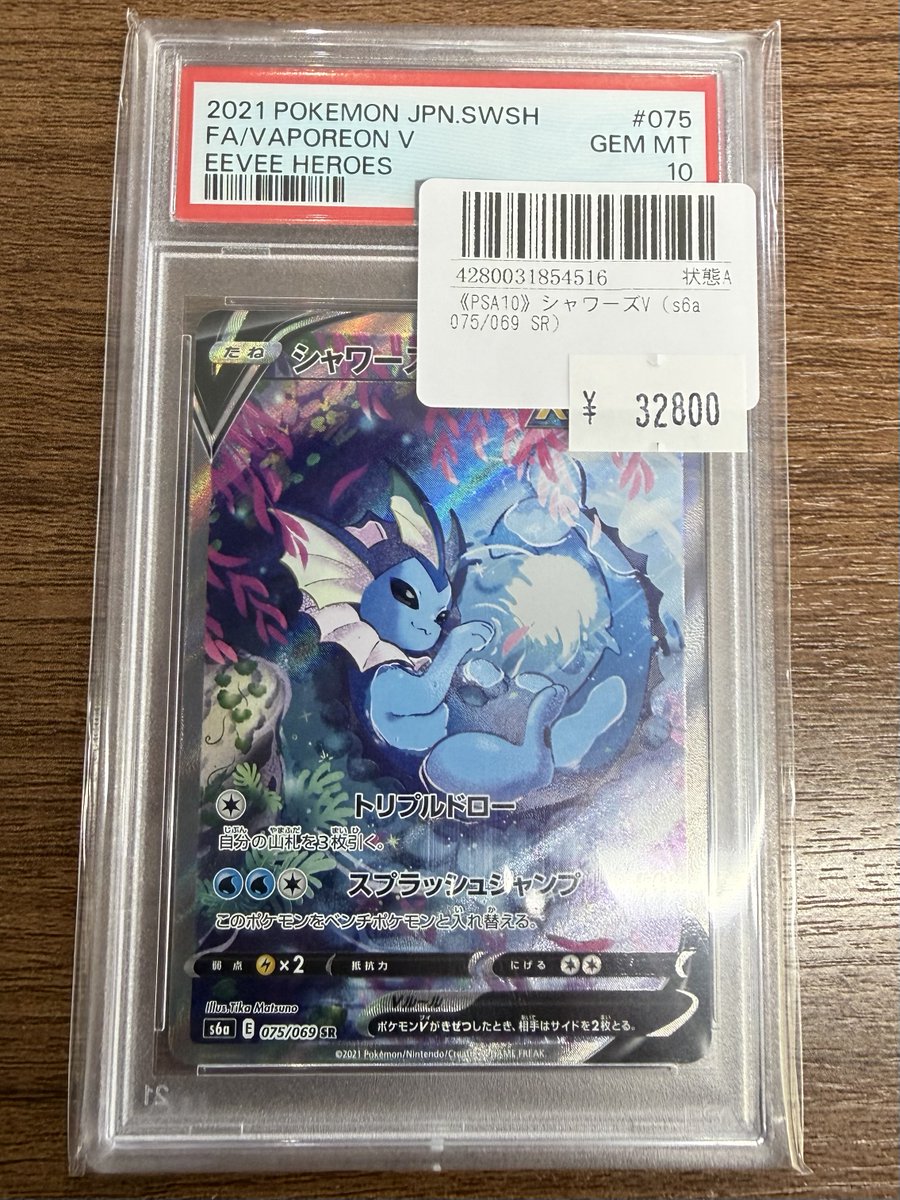 2021 POKEMON JPN.SWSH #075
FA/VAPOREON V GEM MT
EEVEE HEROES 10
4280031854516 状態A
《PSA10》シャワーズV (s6a
075/069 SR)
¥ 32800
たね シャワーズ
トリプルドロー
自分の山札を3枚引く。
スプラッシュジャンプ
このポケモンをベンチポケモンと入れ替える。
弱点 ×2 抵抗力 にげる
Illus. Tika Matsuno
Vルール
s6a E 075/069 SR
ポケモンVがきぜつしたとき、相手はサイドを2枚とる。
©2021 Pokémon/Nintendo/Creatures/GAME FREAK